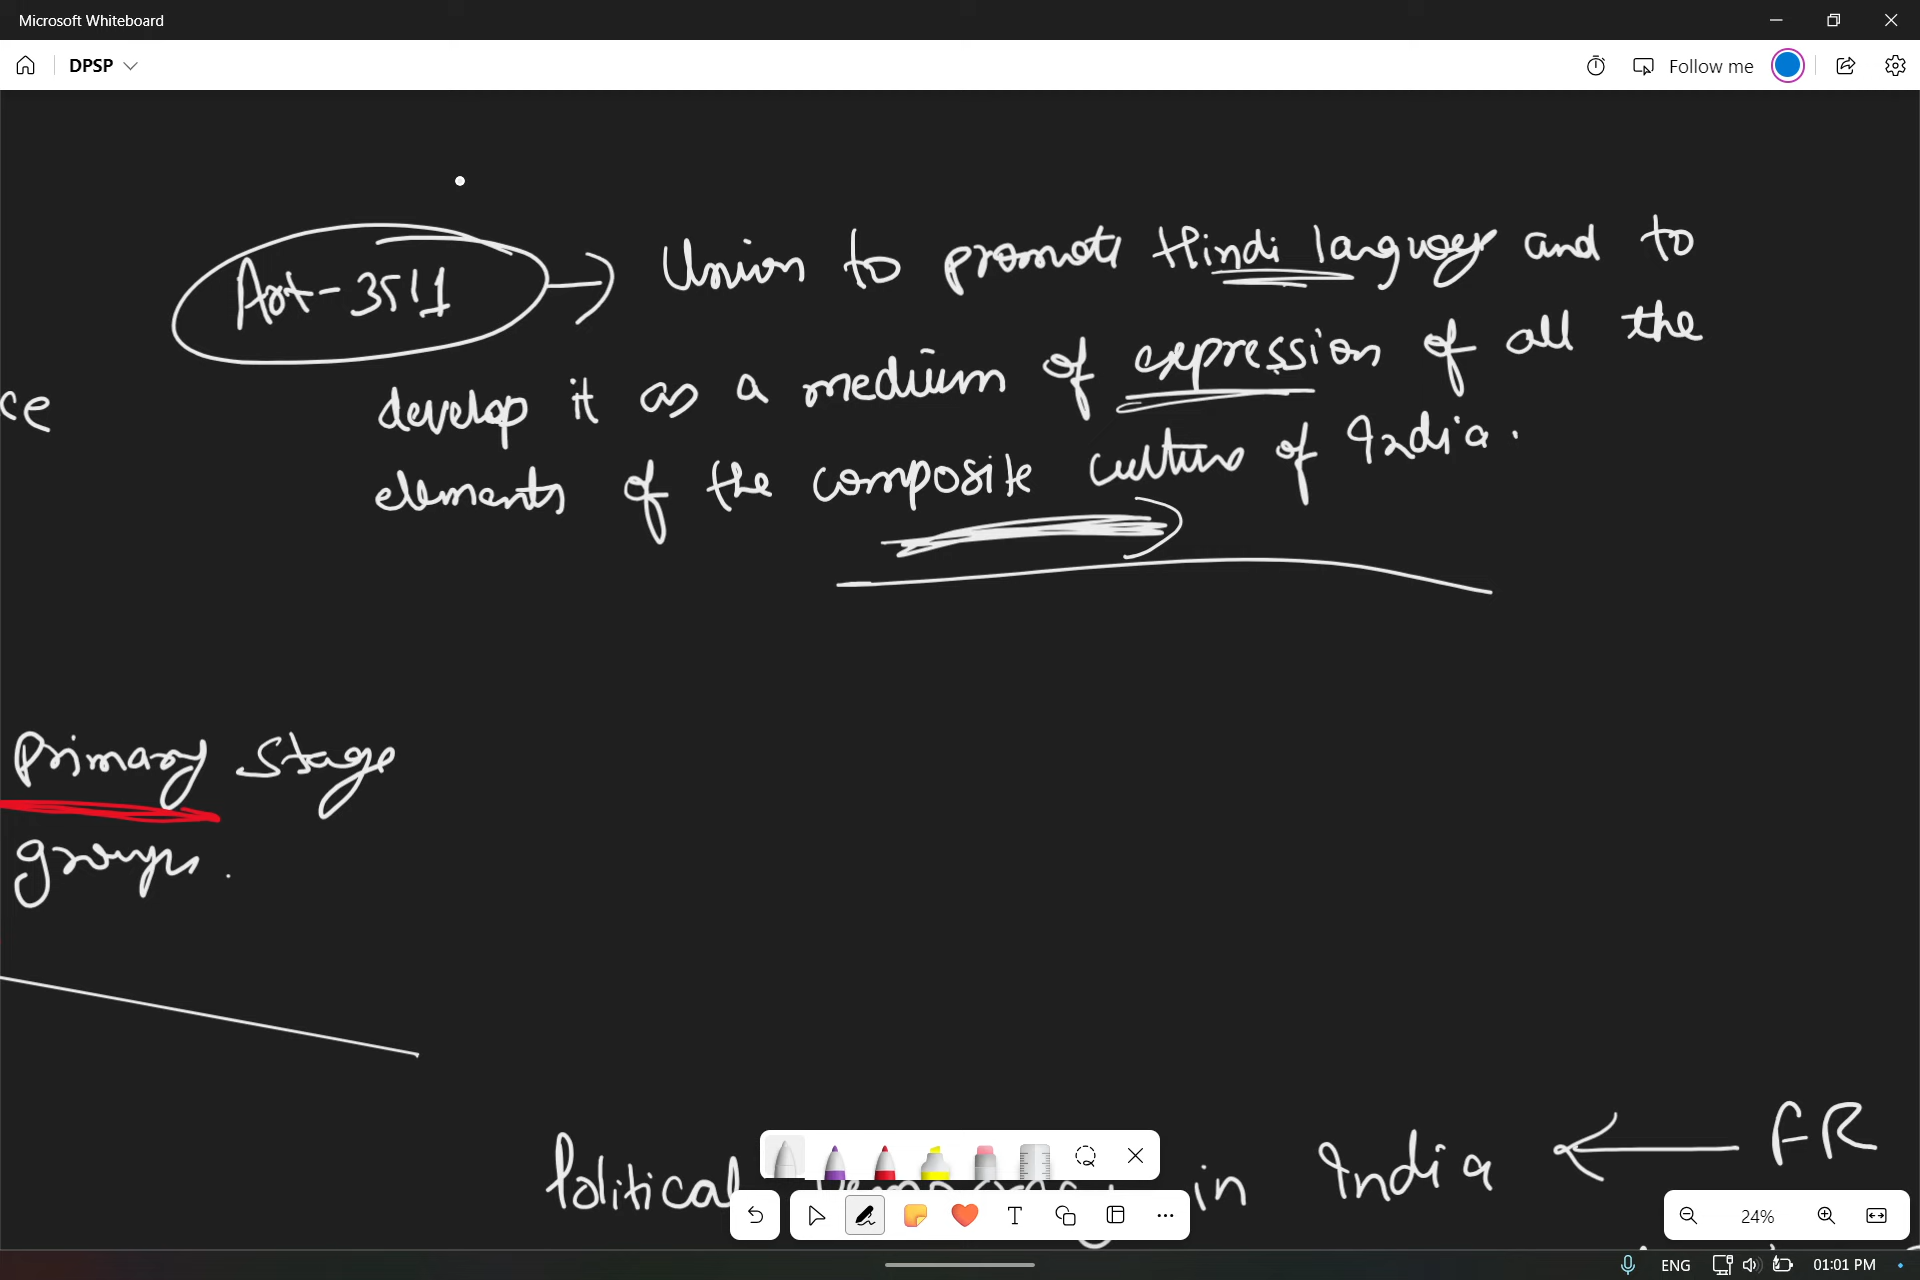 Microsoft Whiteboard
DPSP
Follow me
Art-351 → Union to promote Hindi language and to
develop it as a medium of expression of all the
elements of the composite culture of India.
ce
Primary stage
groups.
Political in India ← FR
24%
ENG 01:01 PM